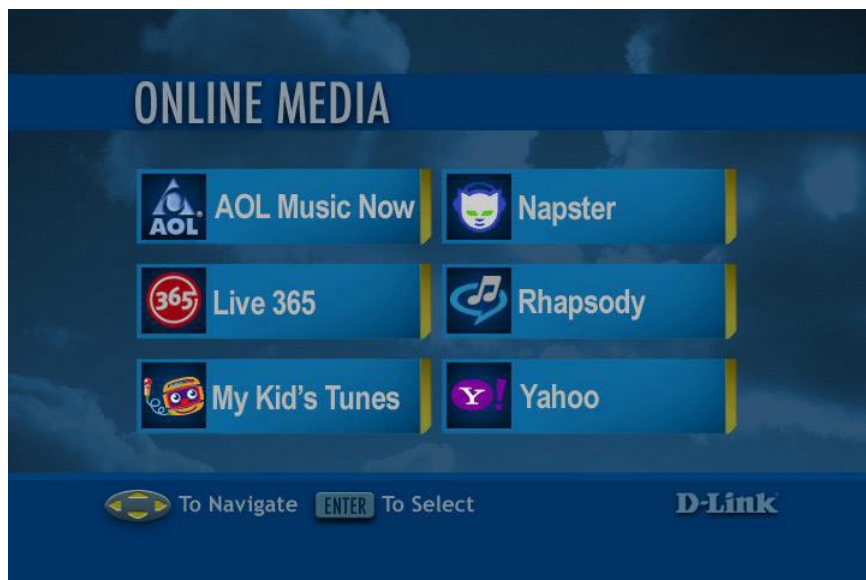 ONLINE MEDIA
AOL
AOL Music Now
Napster
365
Live 365
Rhapsody
My Kid's Tunes
Y!
Yahoo
To Navigate ENTER To Select
D-Link